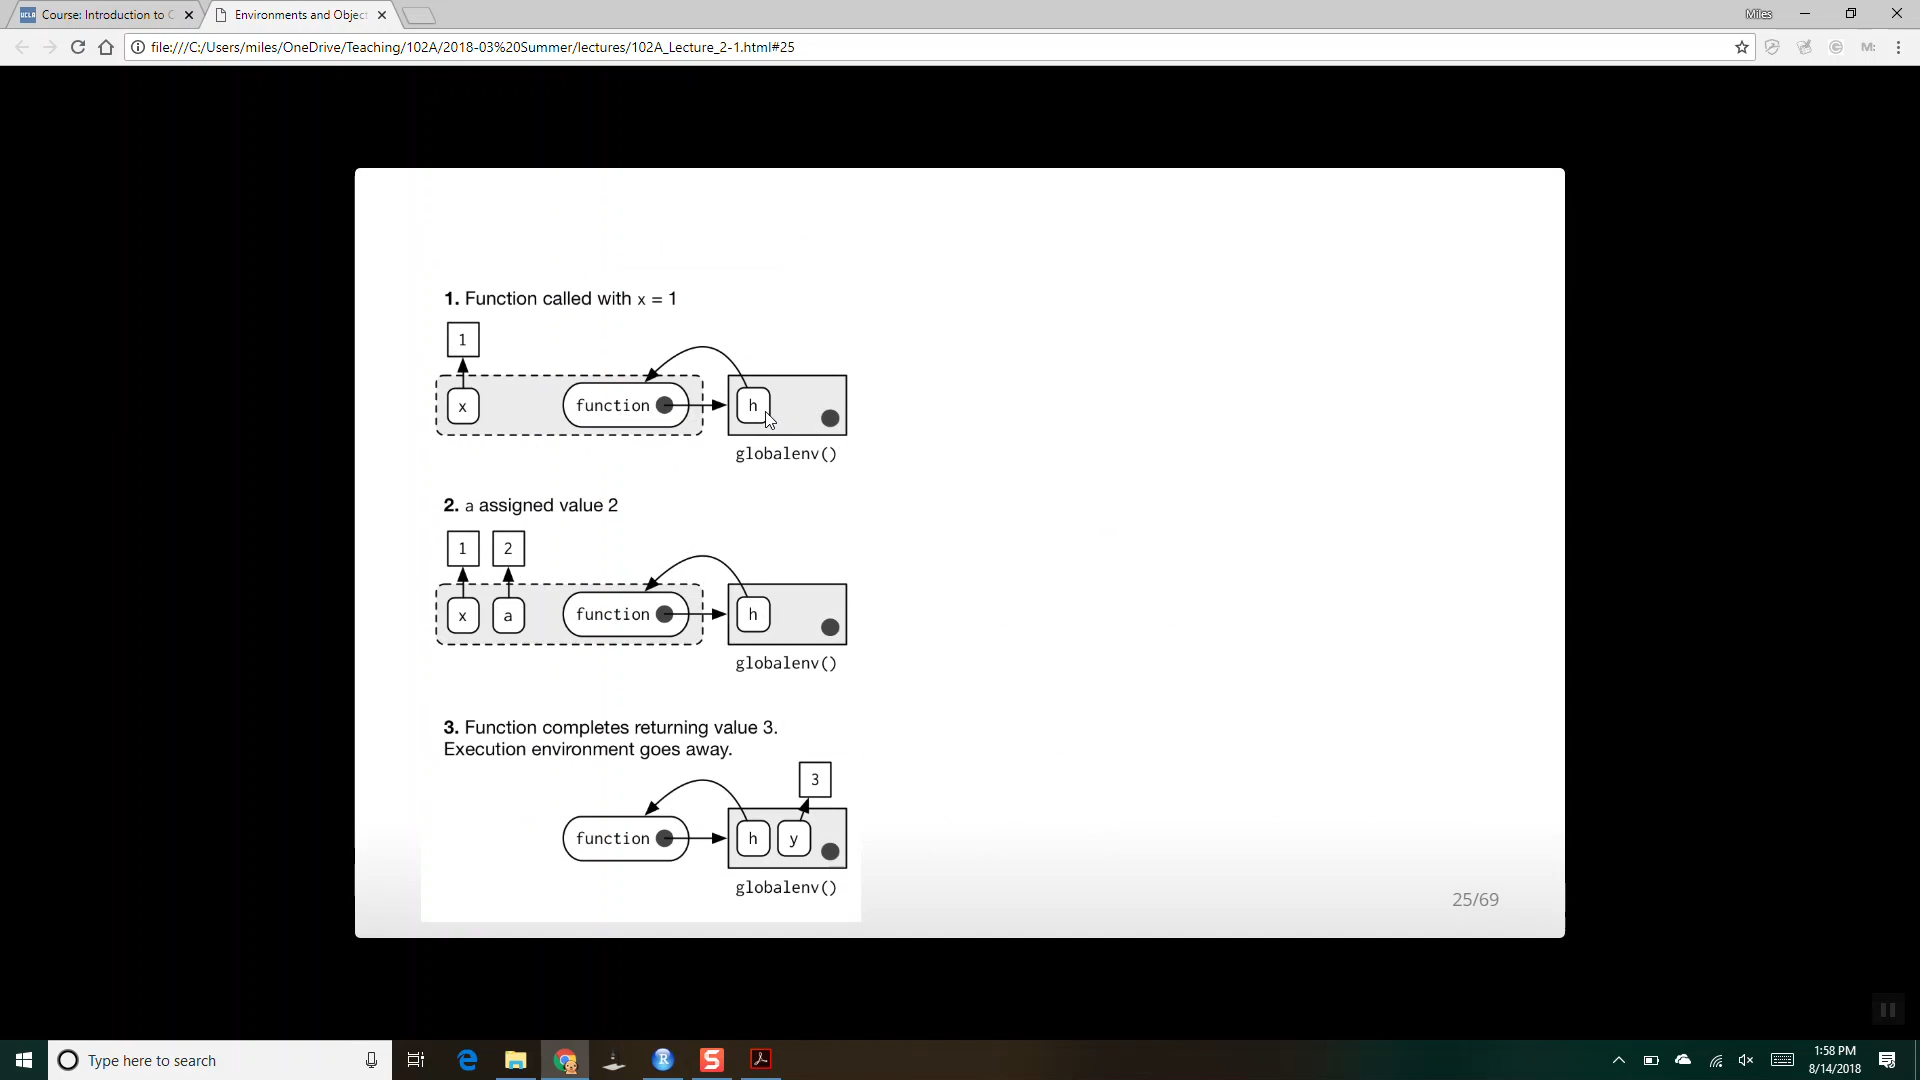 UCLA Course: Introduction to C
Environments and Object
Miles
file:///C:/Users/miles/OneDrive/Teaching/102A/2018-03%20Summer/lectures/102A_Lecture_2-1.html#25
M:
1. Function called with x = 1
1
x
function
h
globalenv()
2. a assigned value 2
1 2
x a
function
h
globalenv()
3. Function completes returning value 3.
Execution environment goes away.
3
function
h y
globalenv()
25/69
Type here to search
1:58 PM
8/14/2018